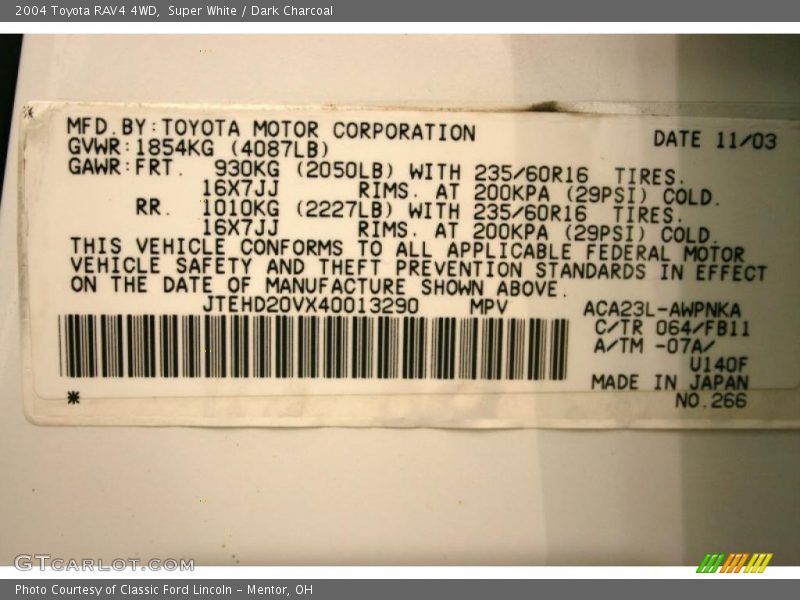 2004 Toyota RAV4 4WD,  Super White / Dark Charcoal
MFD.BY:TOYOTA MOTOR CORPORATION DATE 11/03
GVWR:1854KG (4087LB)
GAWR:FRT. 930KG (2050LB) WITH 235/60R16 TIRES.
16X7JJ RIMS. AT 200KPA (29PSI) COLD.
RR. 1010KG (2227LB) WITH 235/60R16 TIRES.
16X7JJ RIMS. AT 200KPA (29PSI) COLD.
THIS VEHICLE CONFORMS TO ALL APPLICABLE FEDERAL MOTOR
VEHICLE SAFETY AND THEFT PREVENTION STANDARDS IN EFFECT
ON THE DATE OF MANUFACTURE SHOWN ABOVE.
JTEHD20VX40013290 MPV ACA23L-AWPNKA
C/TR 064/FB11
A/TM -07A/
U140F
MADE IN JAPAN
* NO.266
GTCARLOT.COM
Photo Courtesy of Classic Ford Lincoln - Mentor, OH